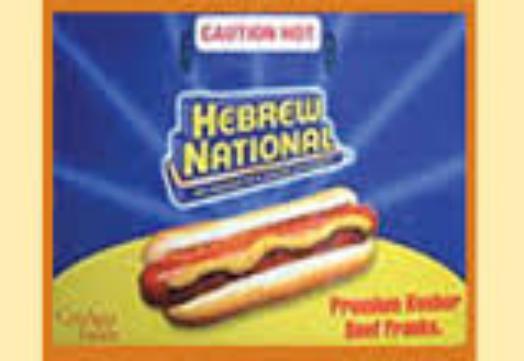 CAUTION HOT
HEBREW
NATIONAL
Premium Kosher
Beef Franks.